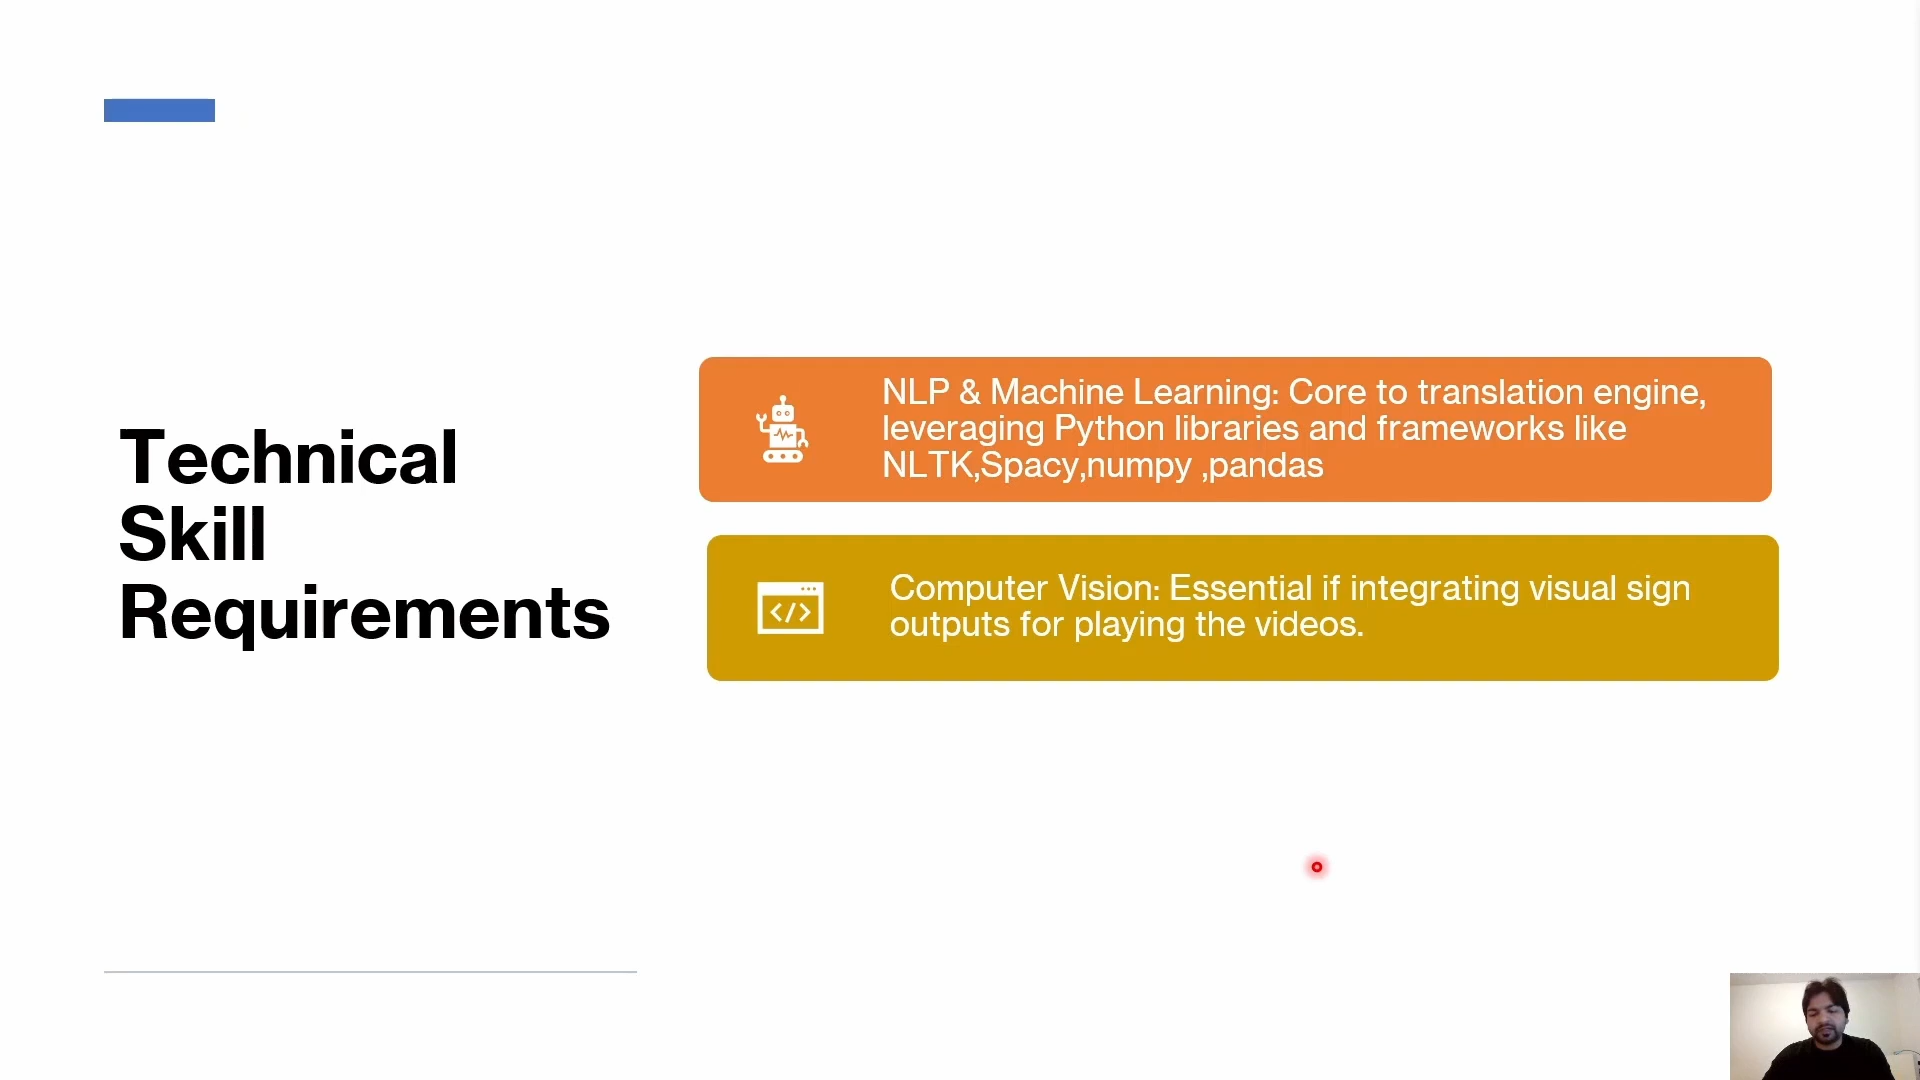 Technical
Skill
Requirements
NLP & Machine Learning: Core to translation engine,
leveraging Python libraries and frameworks like
NLTK,Spacy,numpy ,pandas
</>
Computer Vision: Essential if integrating visual sign
outputs for playing the videos.